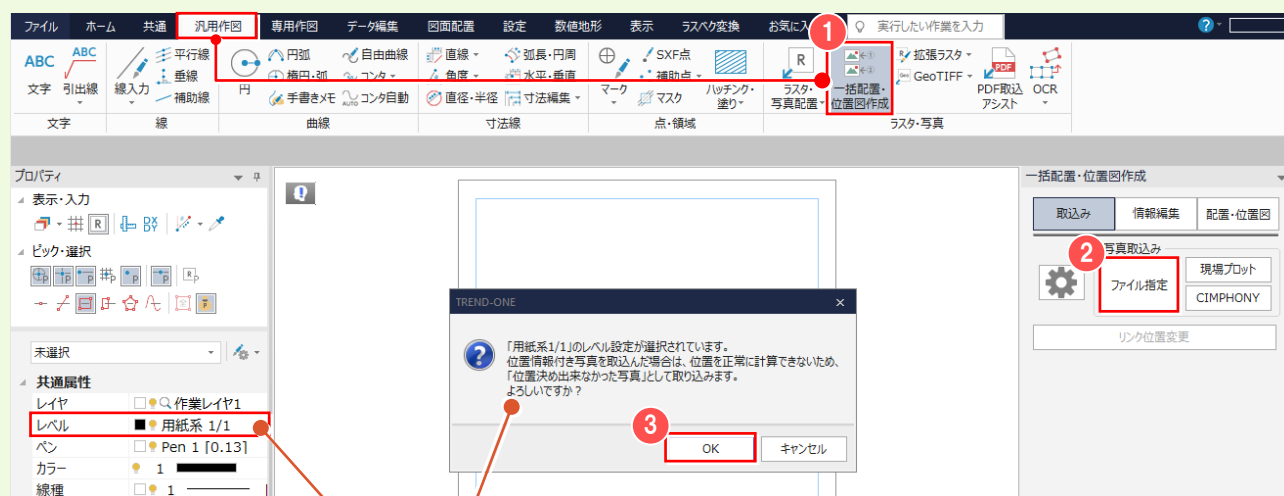 ファイル ホーム 共通 汎用作図 専用作図 データ編集 図面配置 設定 数値地形 表示 ラスベク変換 お気に入 1 実行したい作業を入力
ABC ABC 平行線 円弧 自由曲線 直線 弧長・円周 SXF点 R 拡張ラスタ
垂線 楕円・弧 コンタ 角度 水平・垂直 補助点 GeoTIFF PDF
文字 引出線 線入力 補助線 円 手書きメモ AUTO コンタ自動 直径・半径 寸法編集 マーク マスク ハッチング・塗り ラスタ・写真配置 一括配置・位置図作成 PDF取込アシスト OCR
文字 線 曲線 寸法線 点・領域 ラスタ・写真
プロパティ
表示・入力
R
ピック・選択
未選択
共通属性
レイヤ 作業レイヤ1
レベル 用紙系 1/1
ペン Pen 1 [0.13]
カラー 1
線種 1
TREND-ONE ×
「用紙系1/1」のレベル設定が選択されています。
位置情報付き写真を取込んだ場合は、位置を正常に計算できないため、
「位置決め出来なかった写真」として取り込みます。
よろしいですか？
3
OK キャンセル
一括配置・位置図作成
取込み 情報編集 配置・位置図
2 写真取込み
ファイル指定 現場プロット
CIMPHONY
リンク位置変更